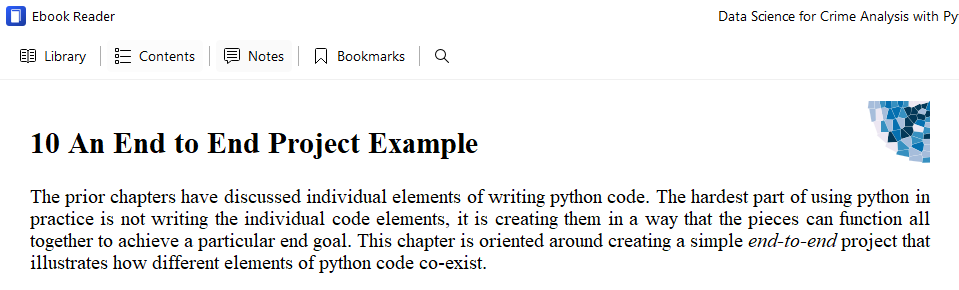 Ebook Reader
Data Science for Crime Analysis with Py
Library
Contents
Notes
Bookmarks
10 An End to End Project Example
The prior chapters have discussed individual elements of writing python code. The hardest part of using python in
practice is not writing the individual code elements, it is creating them in a way that the pieces can function all
together to achieve a particular end goal. This chapter is oriented around creating a simple end-to-end project that
illustrates how different elements of python code co-exist.